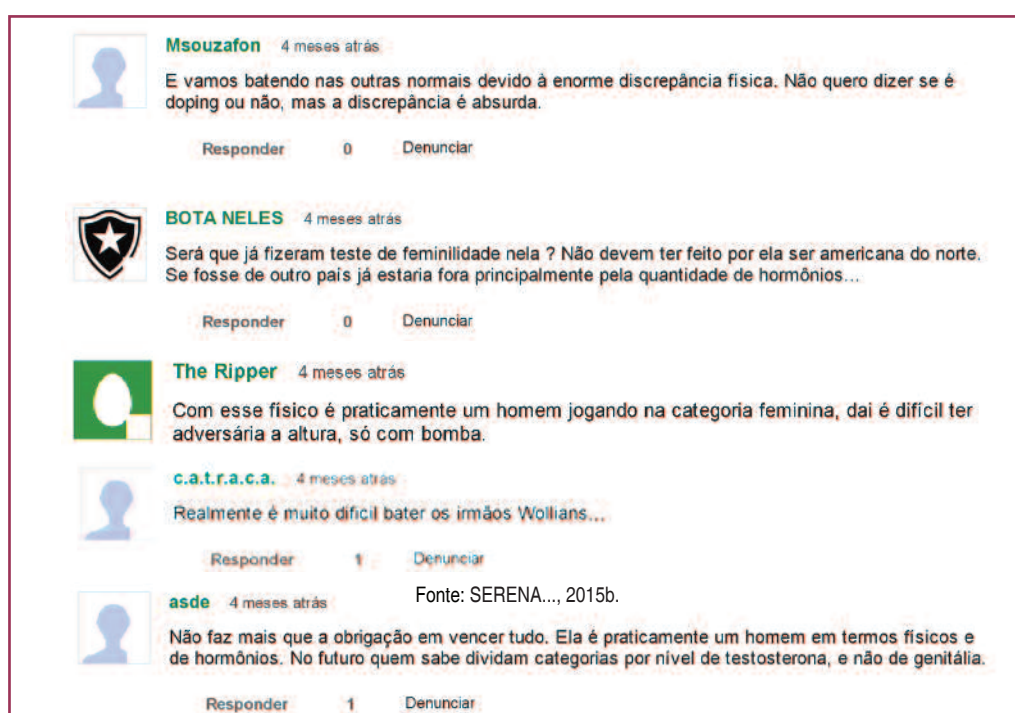 Msouzafon 4 meses atrás
E vamos batendo nas outras normais devido à enorme discrepância física. Não quero dizer se é
doping ou não, mas a discrepância é absurda.
Responder 0 Denunciar
BOTA NELES 4 meses atrás
Será que já fizeram teste de feminilidade nela ? Não devem ter feito por ela ser americana do norte.
Se fosse de outro país já estaria fora principalmente pela quantidade de hormônios...
Responder 0 Denunciar
The Ripper 4 meses atrás
Com esse físico é praticamente um homem jogando na categoria feminina, dai é difícil ter
adversária a altura, só com bomba.
c.a.t.r.a.c.a. 4 meses atrás
Realmente é muito dificil bater os irmãos Wollians...
Responder 1 Denunciar
Fonte: SERENA..., 2015b.
asde 4 meses atrás
Não faz mais que a obrigação em vencer tudo. Ela é praticamente um homem em termos físicos e
de hormônios. No futuro quem sabe dividam categorias por nível de testosterona, e não de genitália.
Responder 1 Denunciar